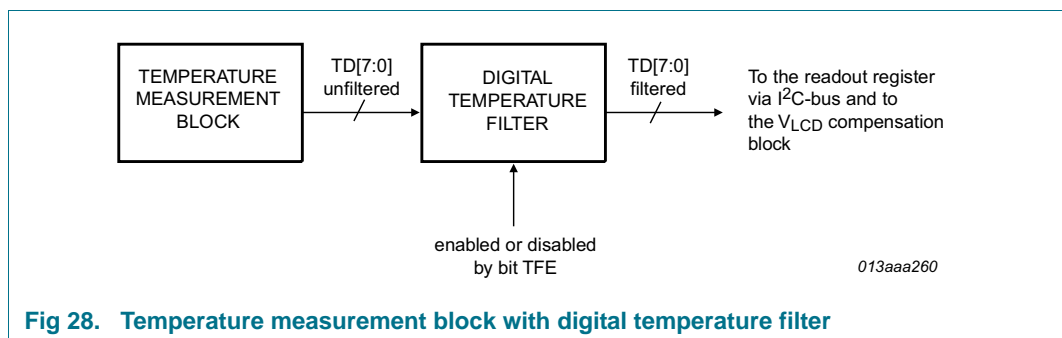 TEMPERATURE
MEASUREMENT
BLOCK
TD[7:0]
unfiltered
DIGITAL
TEMPERATURE
FILTER
TD[7:0]
filtered
To the readout register
via I²C-bus and to
the VLCD compensation
block
enabled or disabled
by bit TFE
013aaa260
Fig 28. Temperature measurement block with digital temperature filter